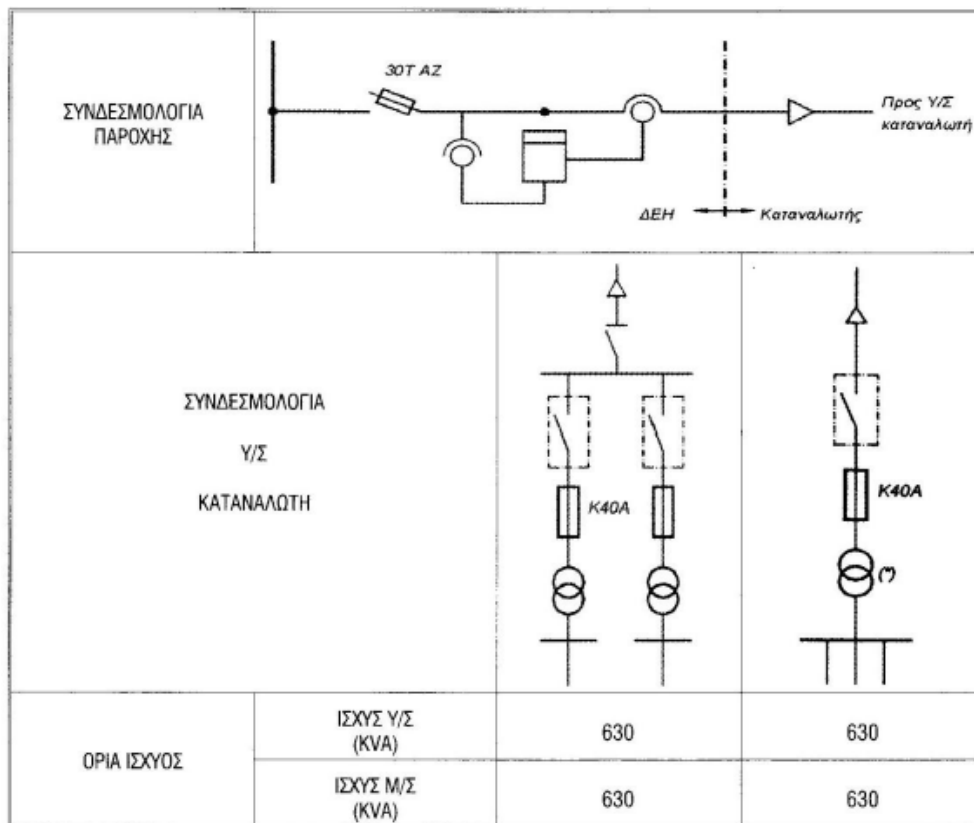 ΣΥΝΔΕΣΜΟΛΟΓΙΑ
ΠΑΡΟΧΗΣ
30T AZ
Προς Υ/Σ
καταναλωτή
ΔΕΗ
Καταναλωτής
ΣΥΝΔΕΣΜΟΛΟΓΙΑ
Υ/Σ
ΚΑΤΑΝΑΛΩΤΗ
K40A
K40A
(*)
ΟΡΙΑ ΙΣΧΥΟΣ
ΙΣΧΥΣ Υ/Σ
(KVA)
630
630
ΙΣΧΥΣ Μ/Σ
(KVA)
630
630